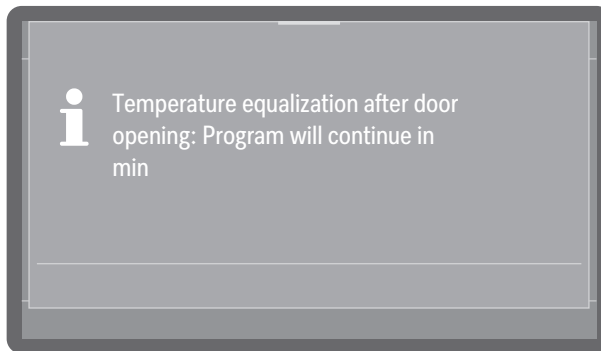 Temperature equalization after door
opening: Program will continue in
min